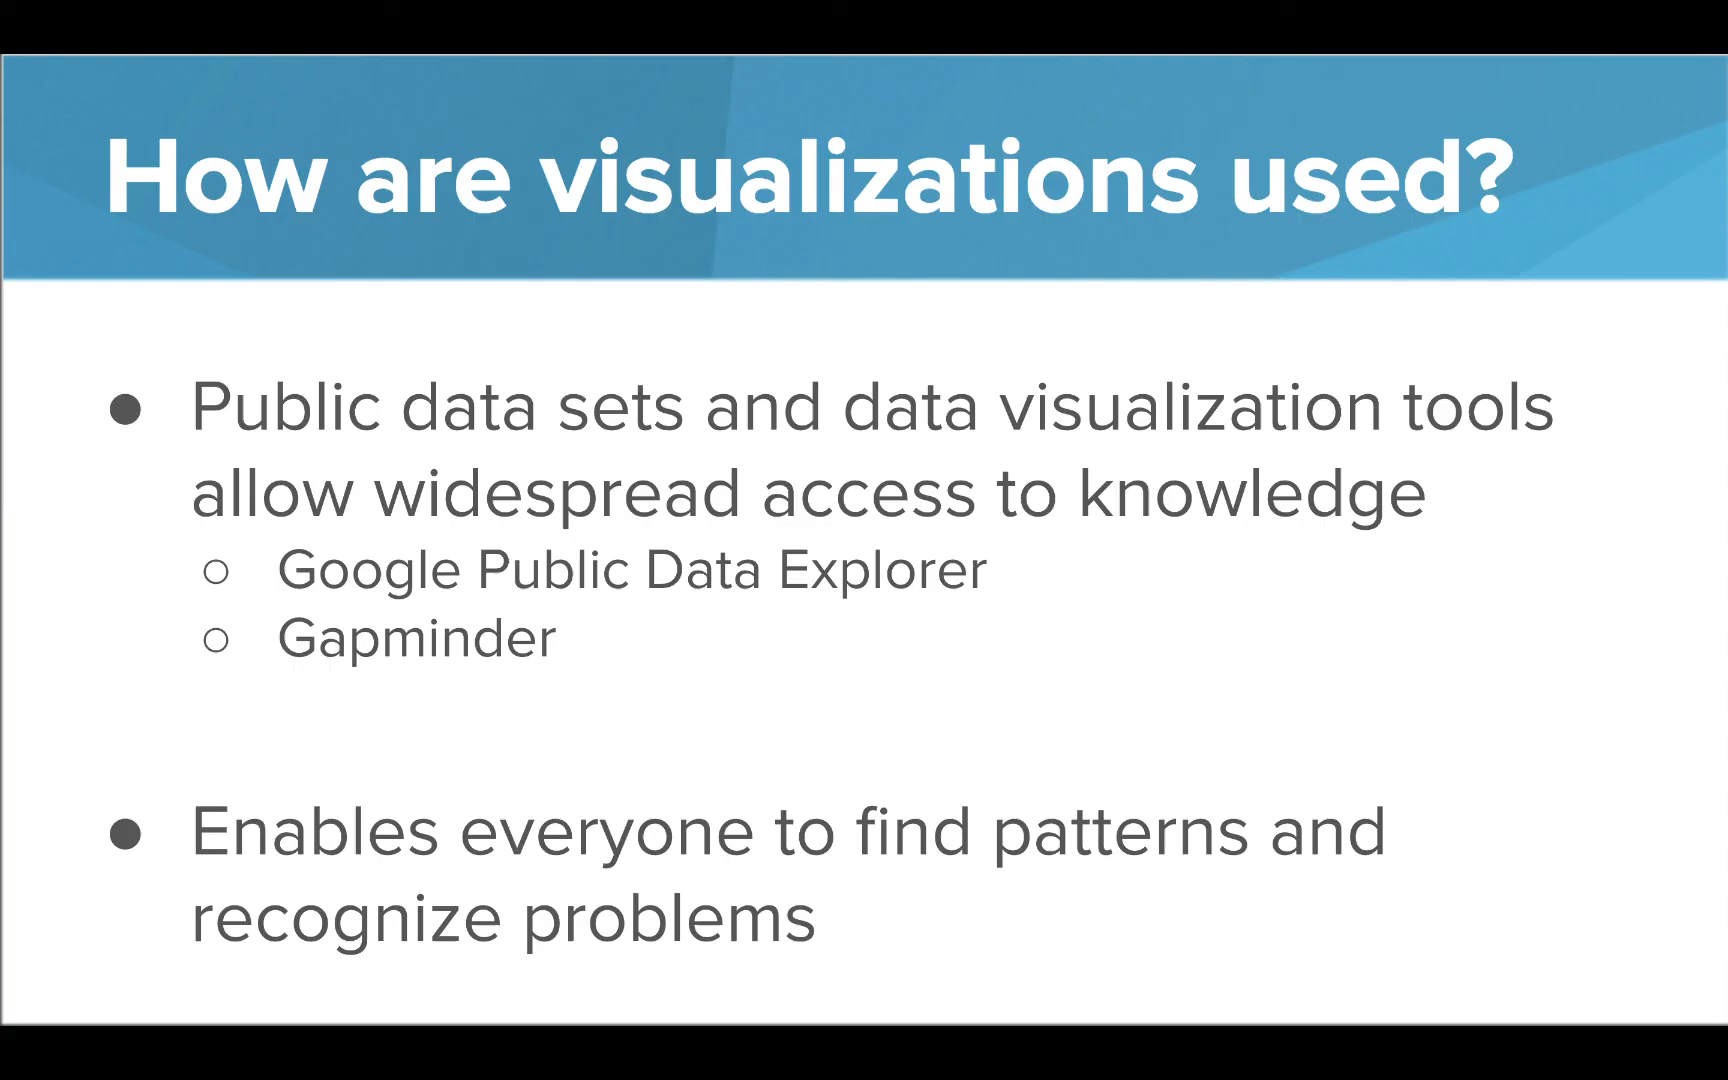 How are visualizations used?
● Public data sets and data visualization tools
allow widespread access to knowledge
○ Google Public Data Explorer
○ Gapminder
● Enables everyone to find patterns and
recognize problems